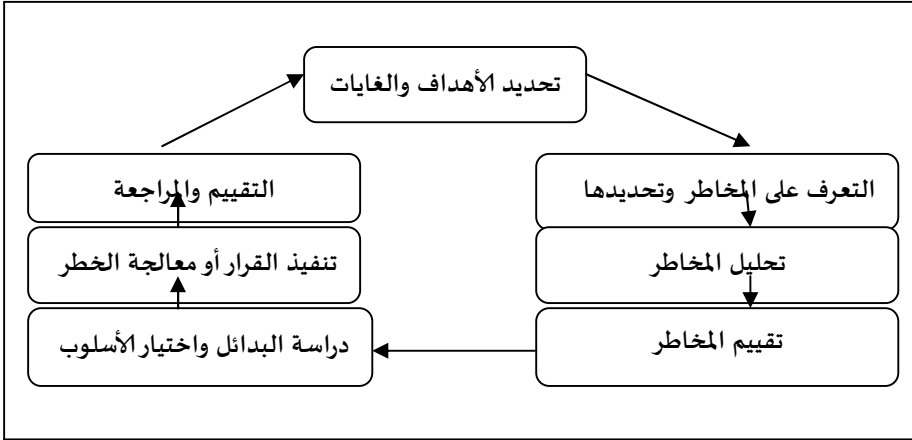 تحديد الأهداف والغايات
التعرف على المخاطر وتحديدها
تحليل المخاطر
تقييم المخاطر
دراسة البدائل واختيار الأسلوب
تنفيذ القرار أو معالجة الخطر
التقييم والمراجعة